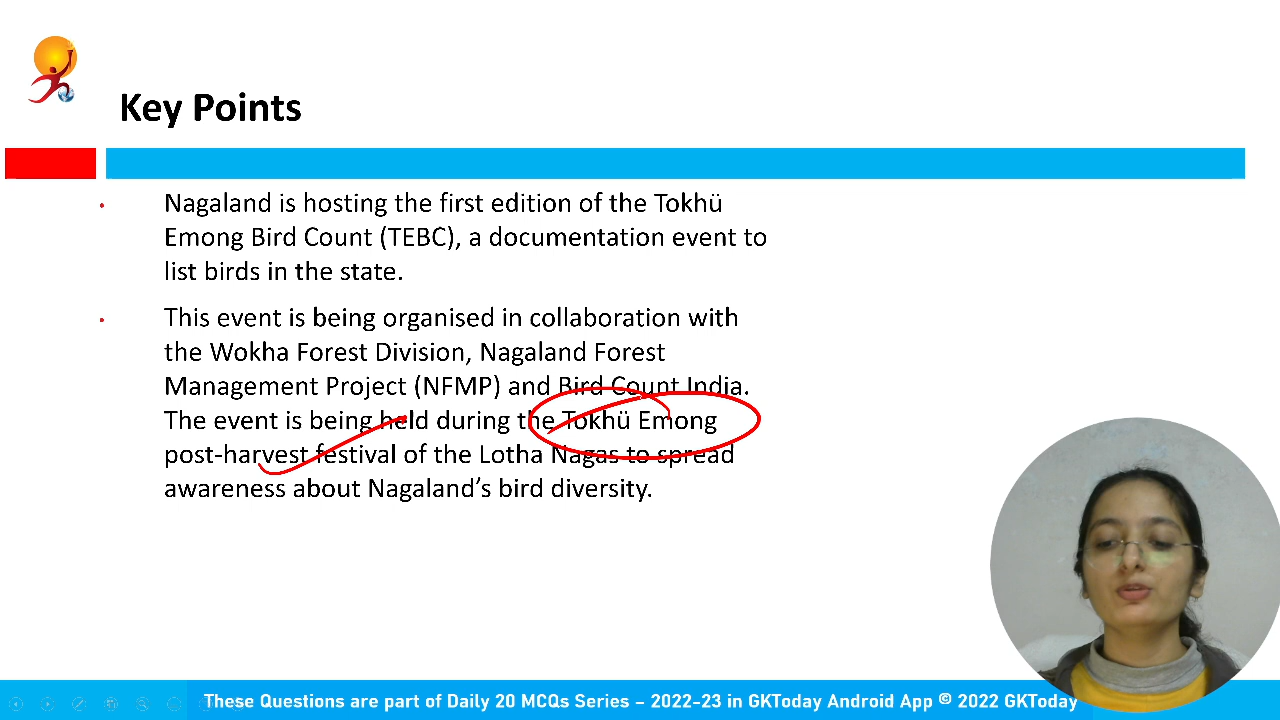 Key Points
Nagaland is hosting the first edition of the Tokhü
Emong Bird Count (TEBC), a documentation event to
list birds in the state.
This event is being organised in collaboration with
the Wokha Forest Division, Nagaland Forest
Management Project (NFMP) and Bird Count India.
The event is being held during the Tokhü Emong
post-harvest festival of the Lotha Nagas to spread
awareness about Nagaland’s bird diversity.
These Questions are part of Daily 20 MCQs Series – 2022-23 in GKToday Android App © 2022 GKToday